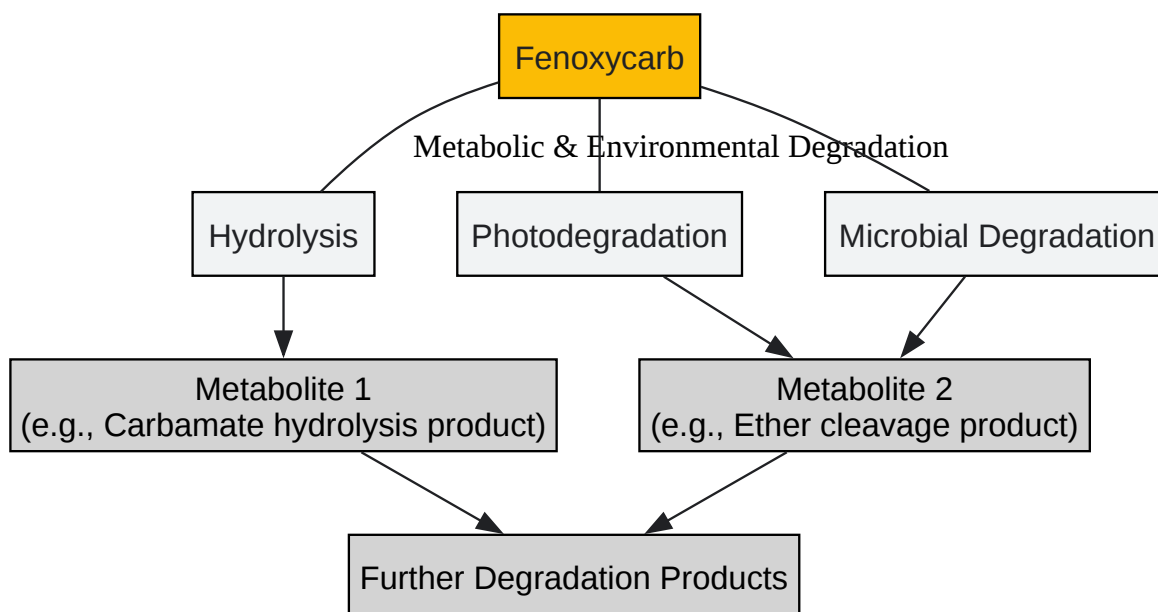 Fenoxycarb
Metabolic & Environmental Degradation
Hydrolysis
Photodegradation
Microbial Degradation
Metabolite 1
(e.g., Carbamate hydrolysis product)
Metabolite 2
(e.g., Ether cleavage product)
Further Degradation Products